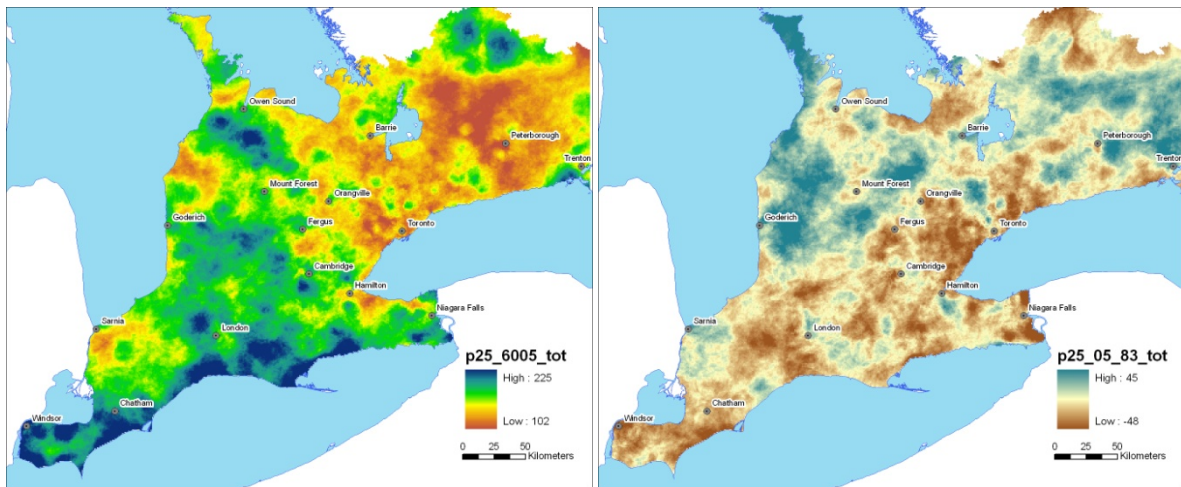 Owen Sound
Barrie
Peterborough
Trenton
Mount Forest
Orangville
Goderich
Fergus
Toronto
Cambridge
Hamilton
Niagara Falls
Sarnia
London
Chatham
Windsor
p25_6005_tot
High : 225
Low : 102
0 25 50
Kilometers
Owen Sound
Barrie
Peterborough
Trenton
Mount Forest
Orangville
Goderich
Fergus
Toronto
Cambridge
Hamilton
Niagara Falls
Sarnia
London
Chatham
Windsor
p25_05_83_tot
High : 45
Low : -48
0 25 50
Kilometers